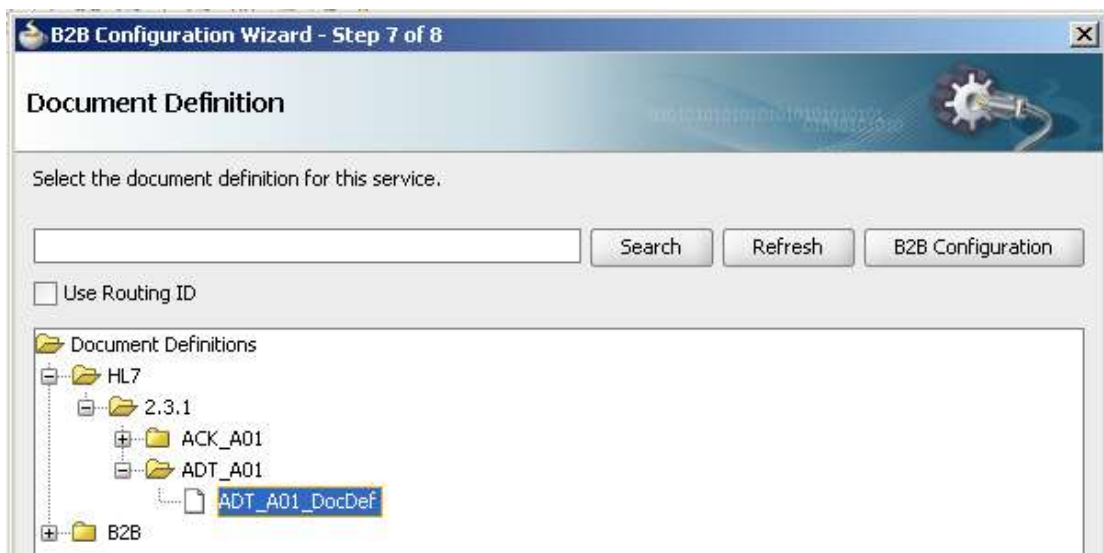 B2B Configuration Wizard - Step 7 of 8
Document Definition
Select the document definition for this service.
Search Refresh B2B Configuration
Use Routing ID
Document Definitions
HL7
2.3.1
ACK_A01
ADT_A01
ADT_A01_DocDef
B2B